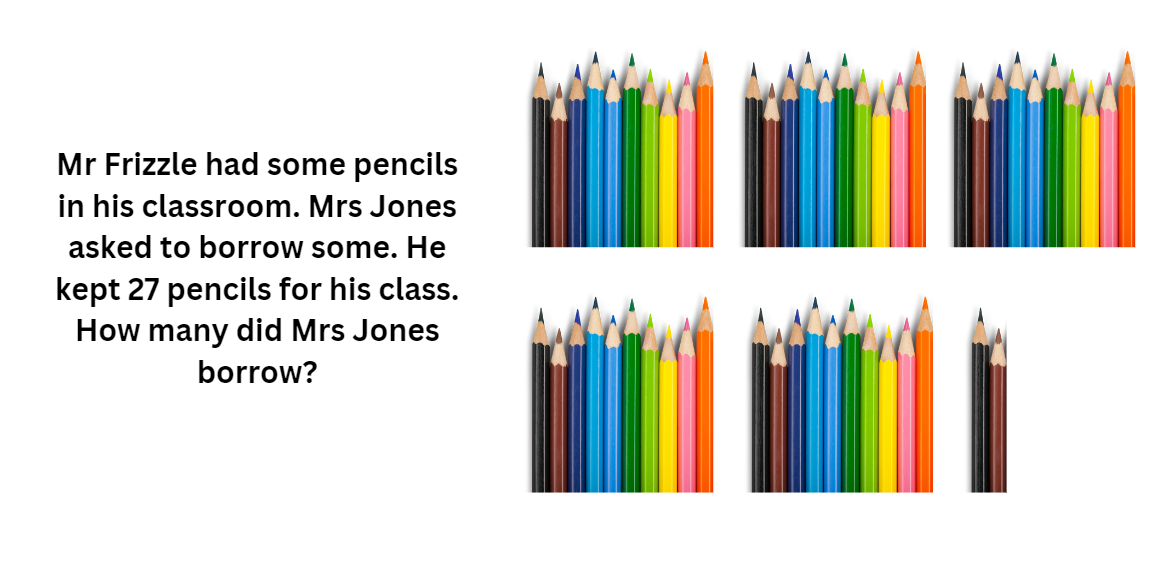 Mr Frizzle had some pencils
in his classroom. Mrs Jones
asked to borrow some. He
kept 27 pencils for his class.
How many did Mrs Jones
borrow?